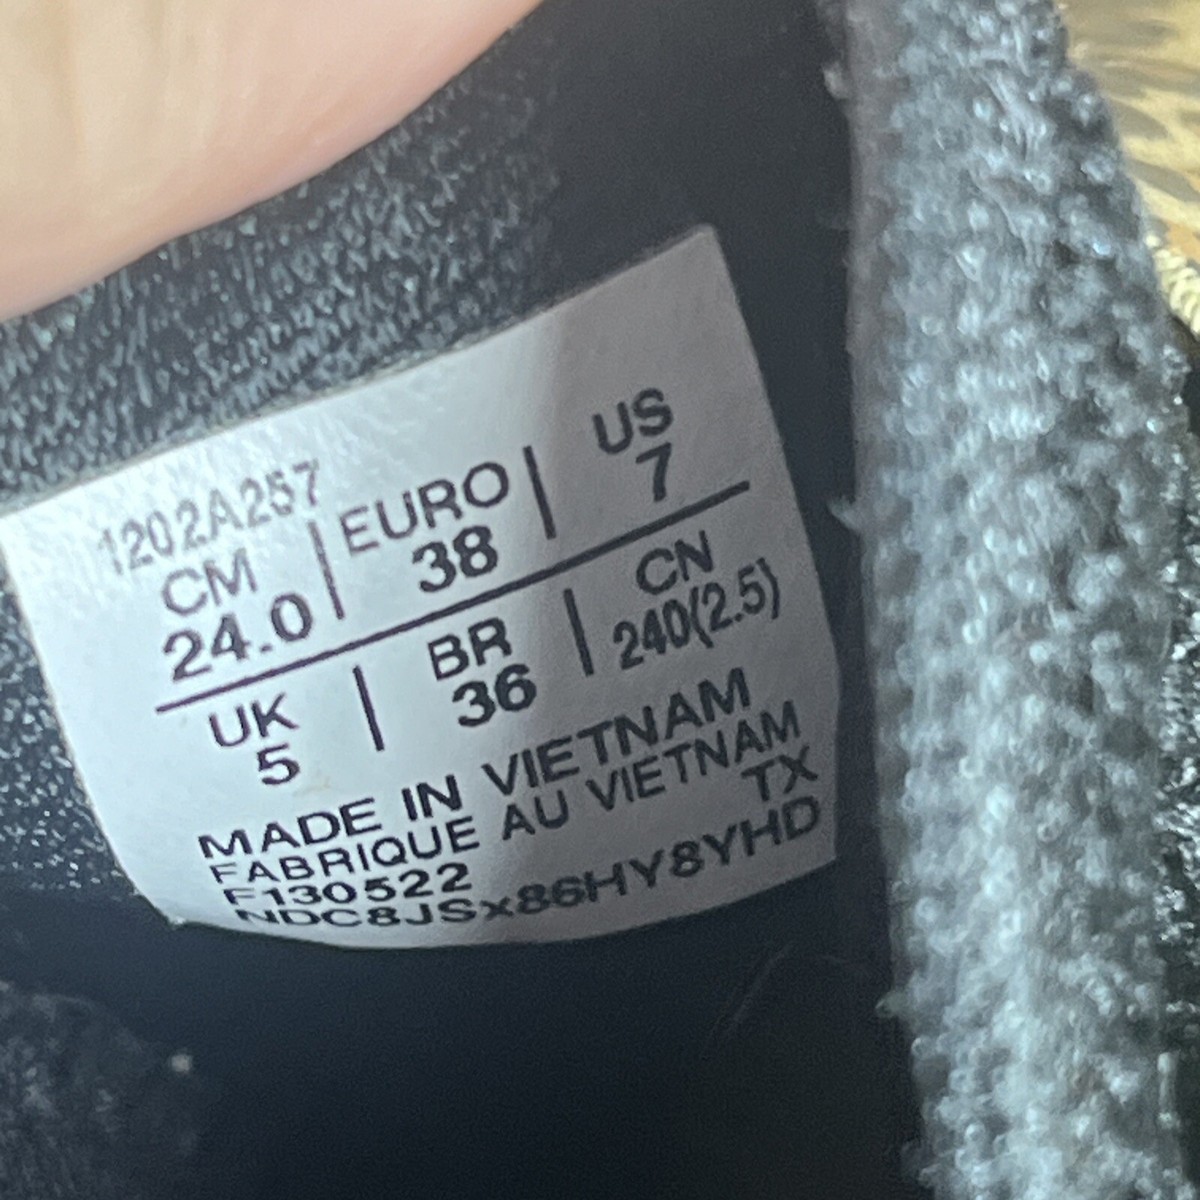 1202A257
CM | EURO | US
24.0 38 7
UK | BR | CN
5 36 240(2.5)
MADE IN VIETNAM
FABRIQUE AU VIETNAM
F130522 TX
NDC8JSx86HY8YHD